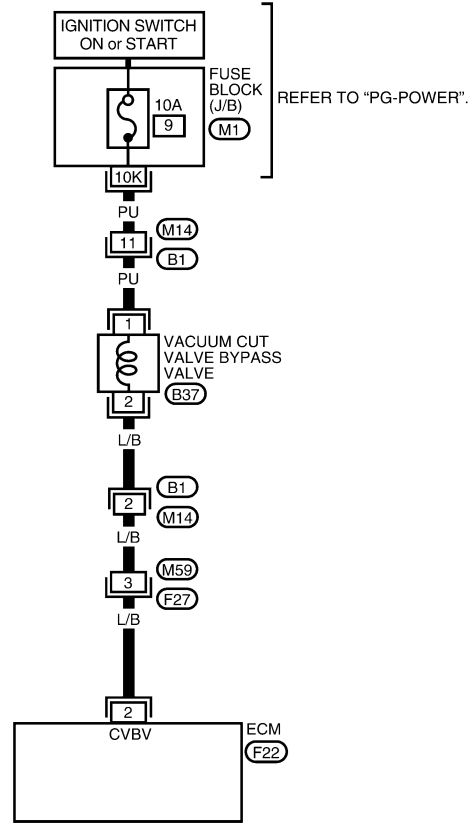 IGNITION SWITCH
ON or START
FUSE
BLOCK
(J/B)
10A
9
M1
REFER TO “PG-POWER”.
10K
PU
M14
11
B1
PU
1
VACUUM CUT
VALVE BYPASS
VALVE
B37
2
L/B
B1
2
M14
L/B
M59
3
F27
L/B
2
CVBV
ECM
F22